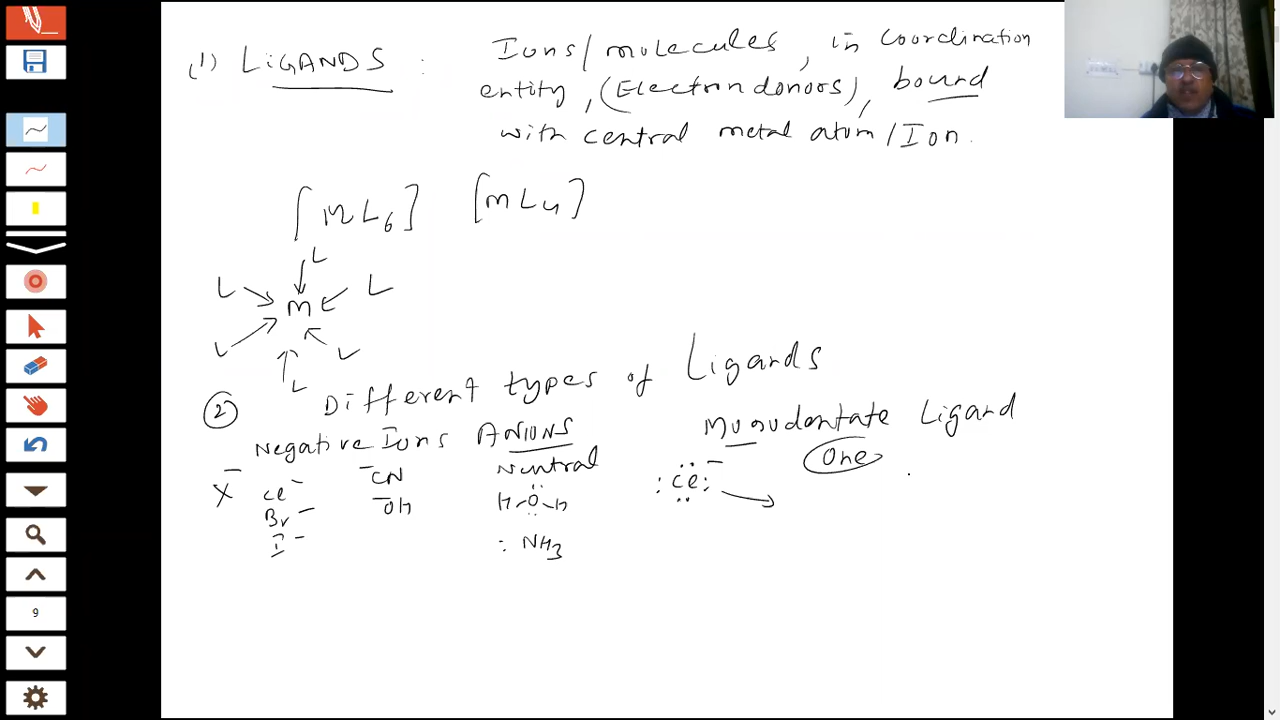 (1) LIGANDS : Ions/molecules, in coordination
entity, (Electron donors), bound
with central metal atom/Ion.
[ML6] [ML4]
L
L M L
L L
L
(2) Different types of Ligands
Negative Ions ANIONS Monodentate Ligand
X⁻ Cl⁻ ⁻CN Neutral :Cl:⁻ One
Br⁻ ⁻OH H-O-H
I⁻ :NH3
9